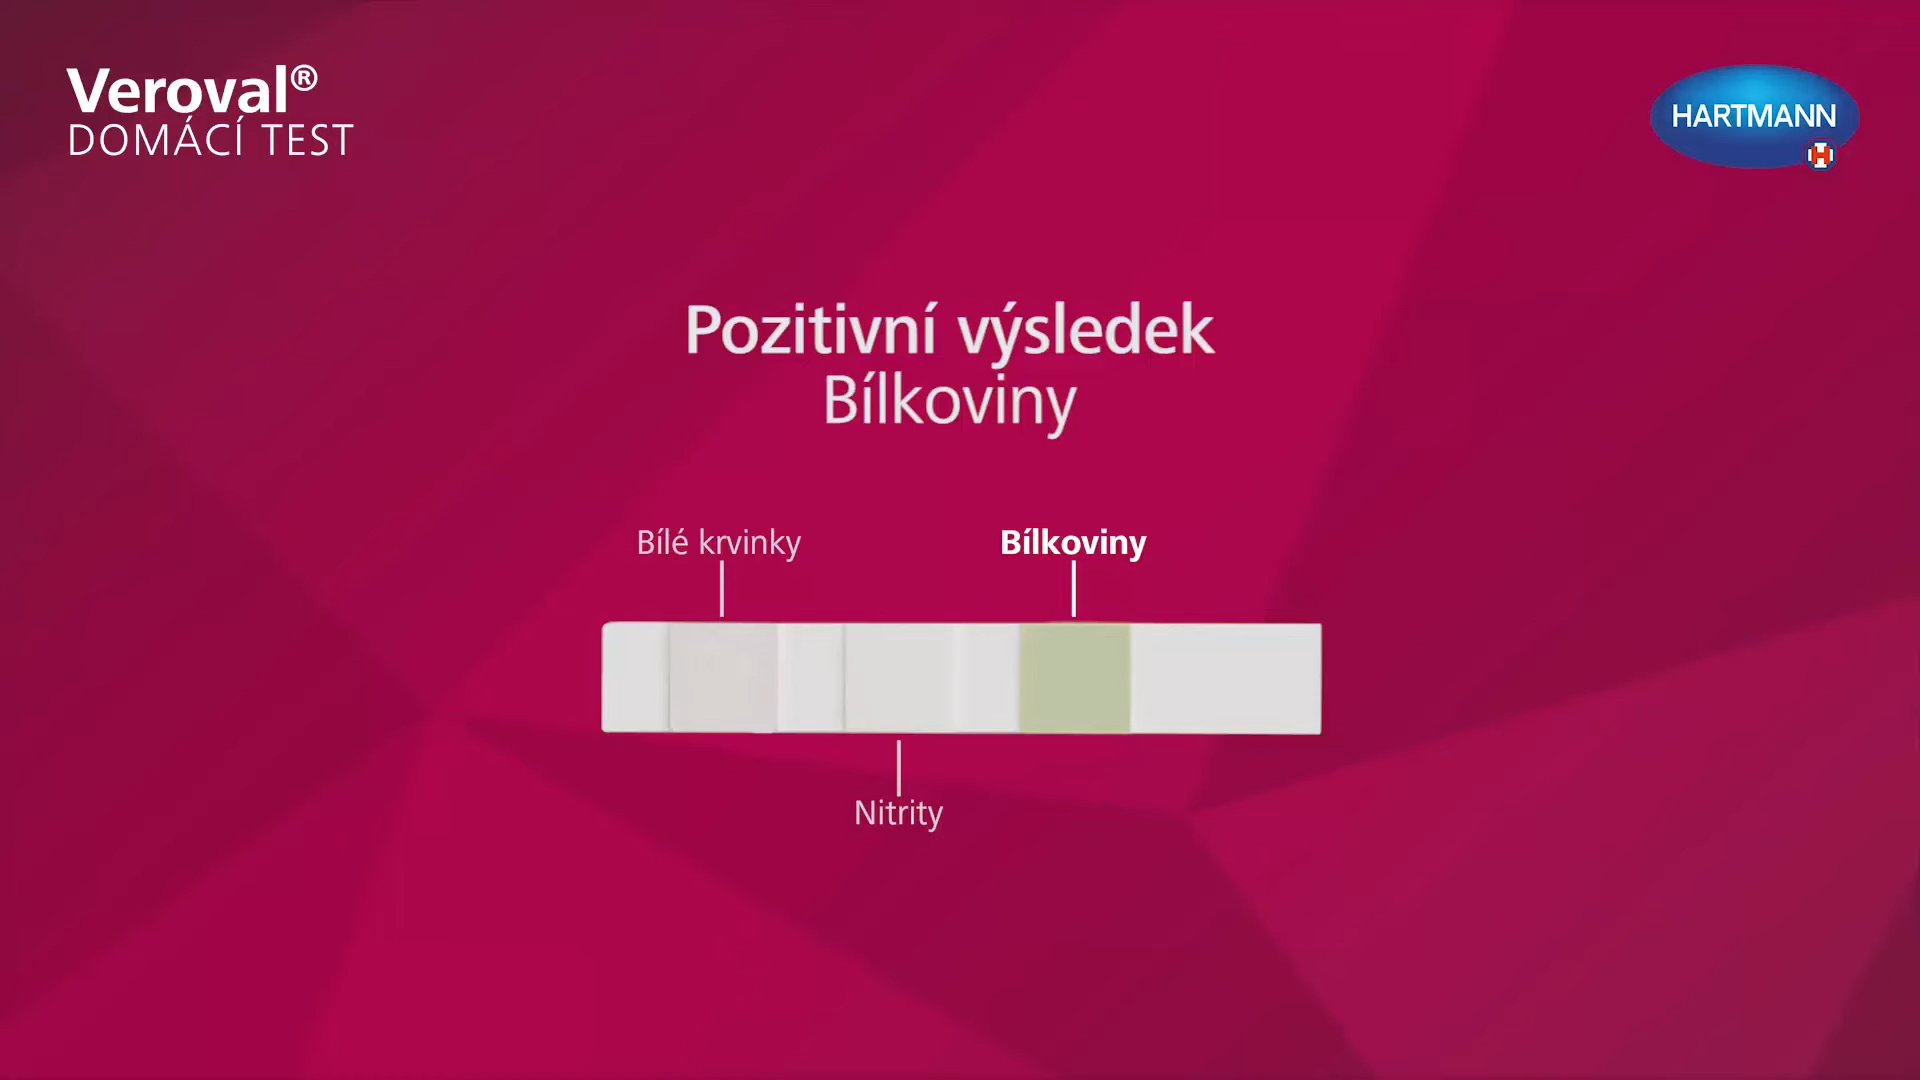 Veroval®
DOMÁCÍ TEST
HARTMANN
Pozitivní výsledek
Bílkoviny
Bílé krvinky
Bílkoviny
Nitrity